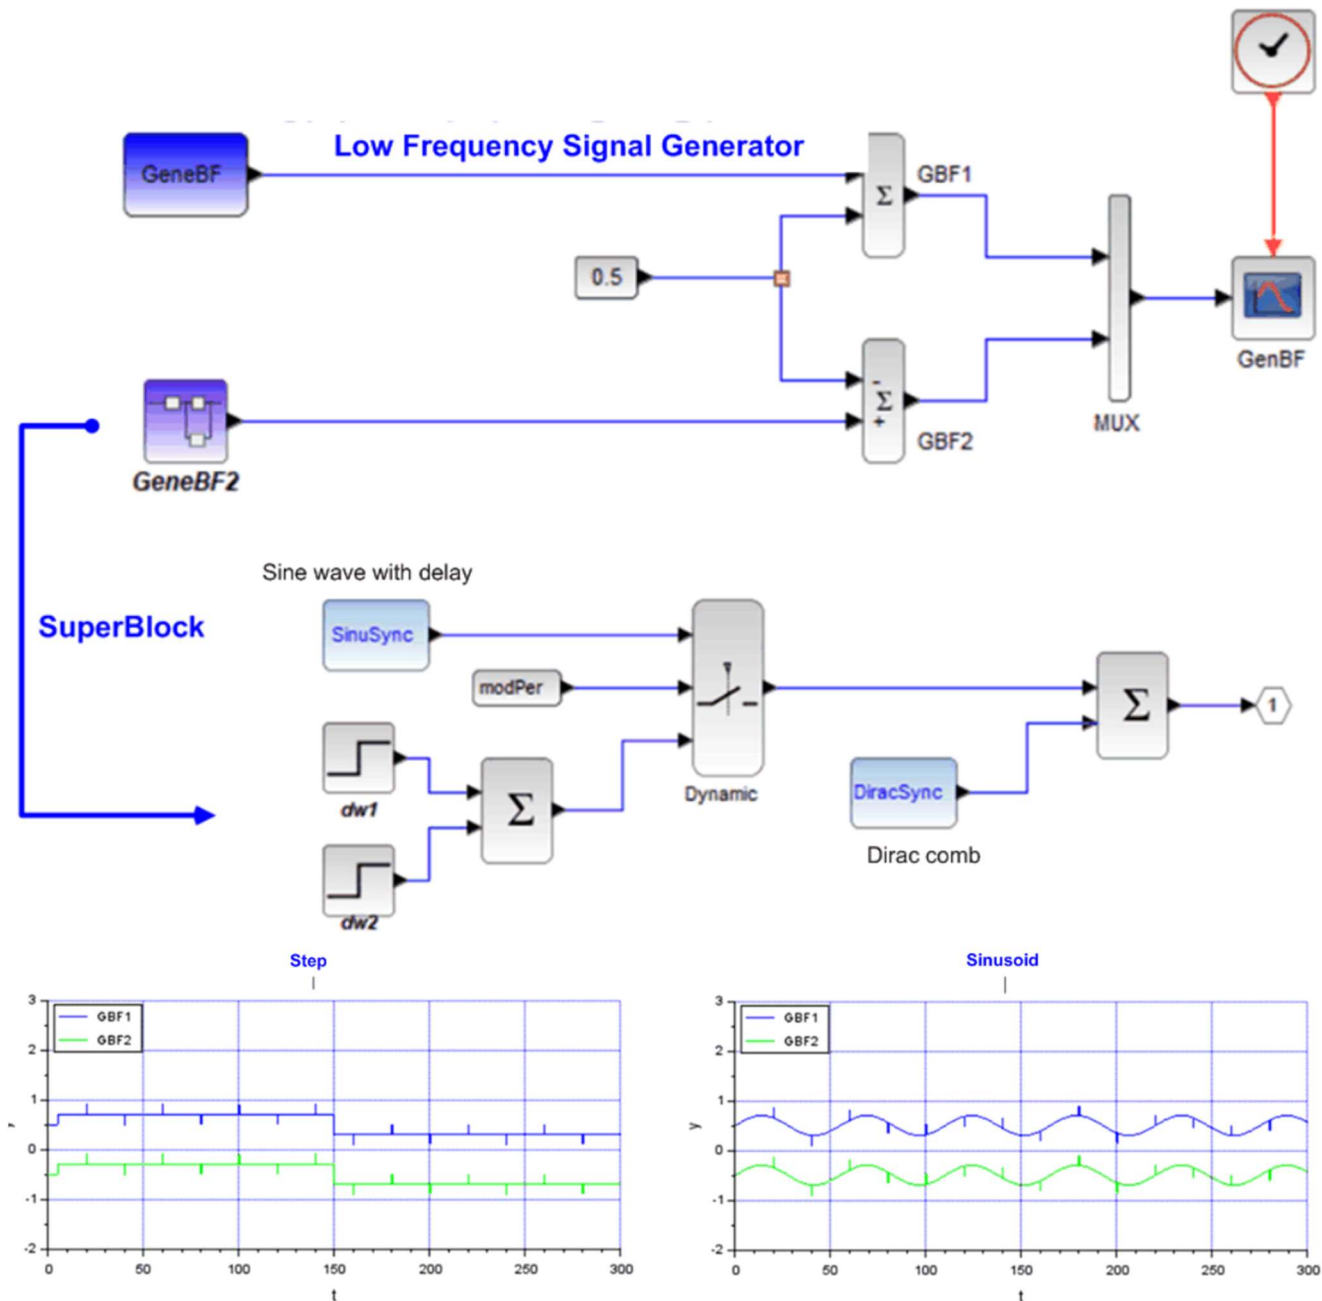 Low Frequency Signal Generator
GeneBF
Σ
GBF1
0.5
-
Σ
+
GBF2
MUX
GenBF
GeneBF2
SuperBlock
Sine wave with delay
SinuSync
modPer
dw1
Σ
dw2
Dynamic
DiracSync
Dirac comb
Σ
1
Step
GBF1
GBF2
3
2
1
0
-1
-2
y
0 50 100 150 200 250 300
t
Sinusoid
GBF1
GBF2
3
2
1
0
-1
-2
y
0 50 100 150 200 250 300
t